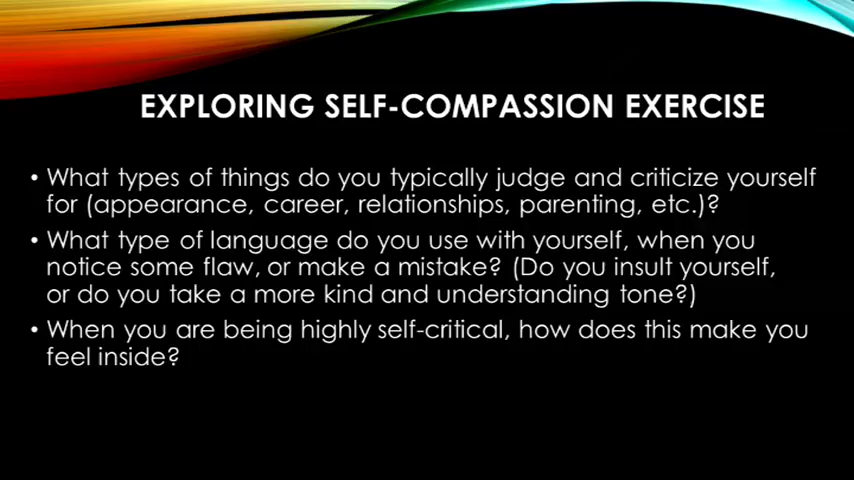 EXPLORING SELF-COMPASSION EXERCISE
• What types of things do you typically judge and criticize yourself
for (appearance, career, relationships, parenting, etc.)?
• What type of language do you use with yourself, when you
notice some flaw, or make a mistake? (Do you insult yourself,
or do you take a more kind and understanding tone?)
• When you are being highly self-critical, how does this make you
feel inside?